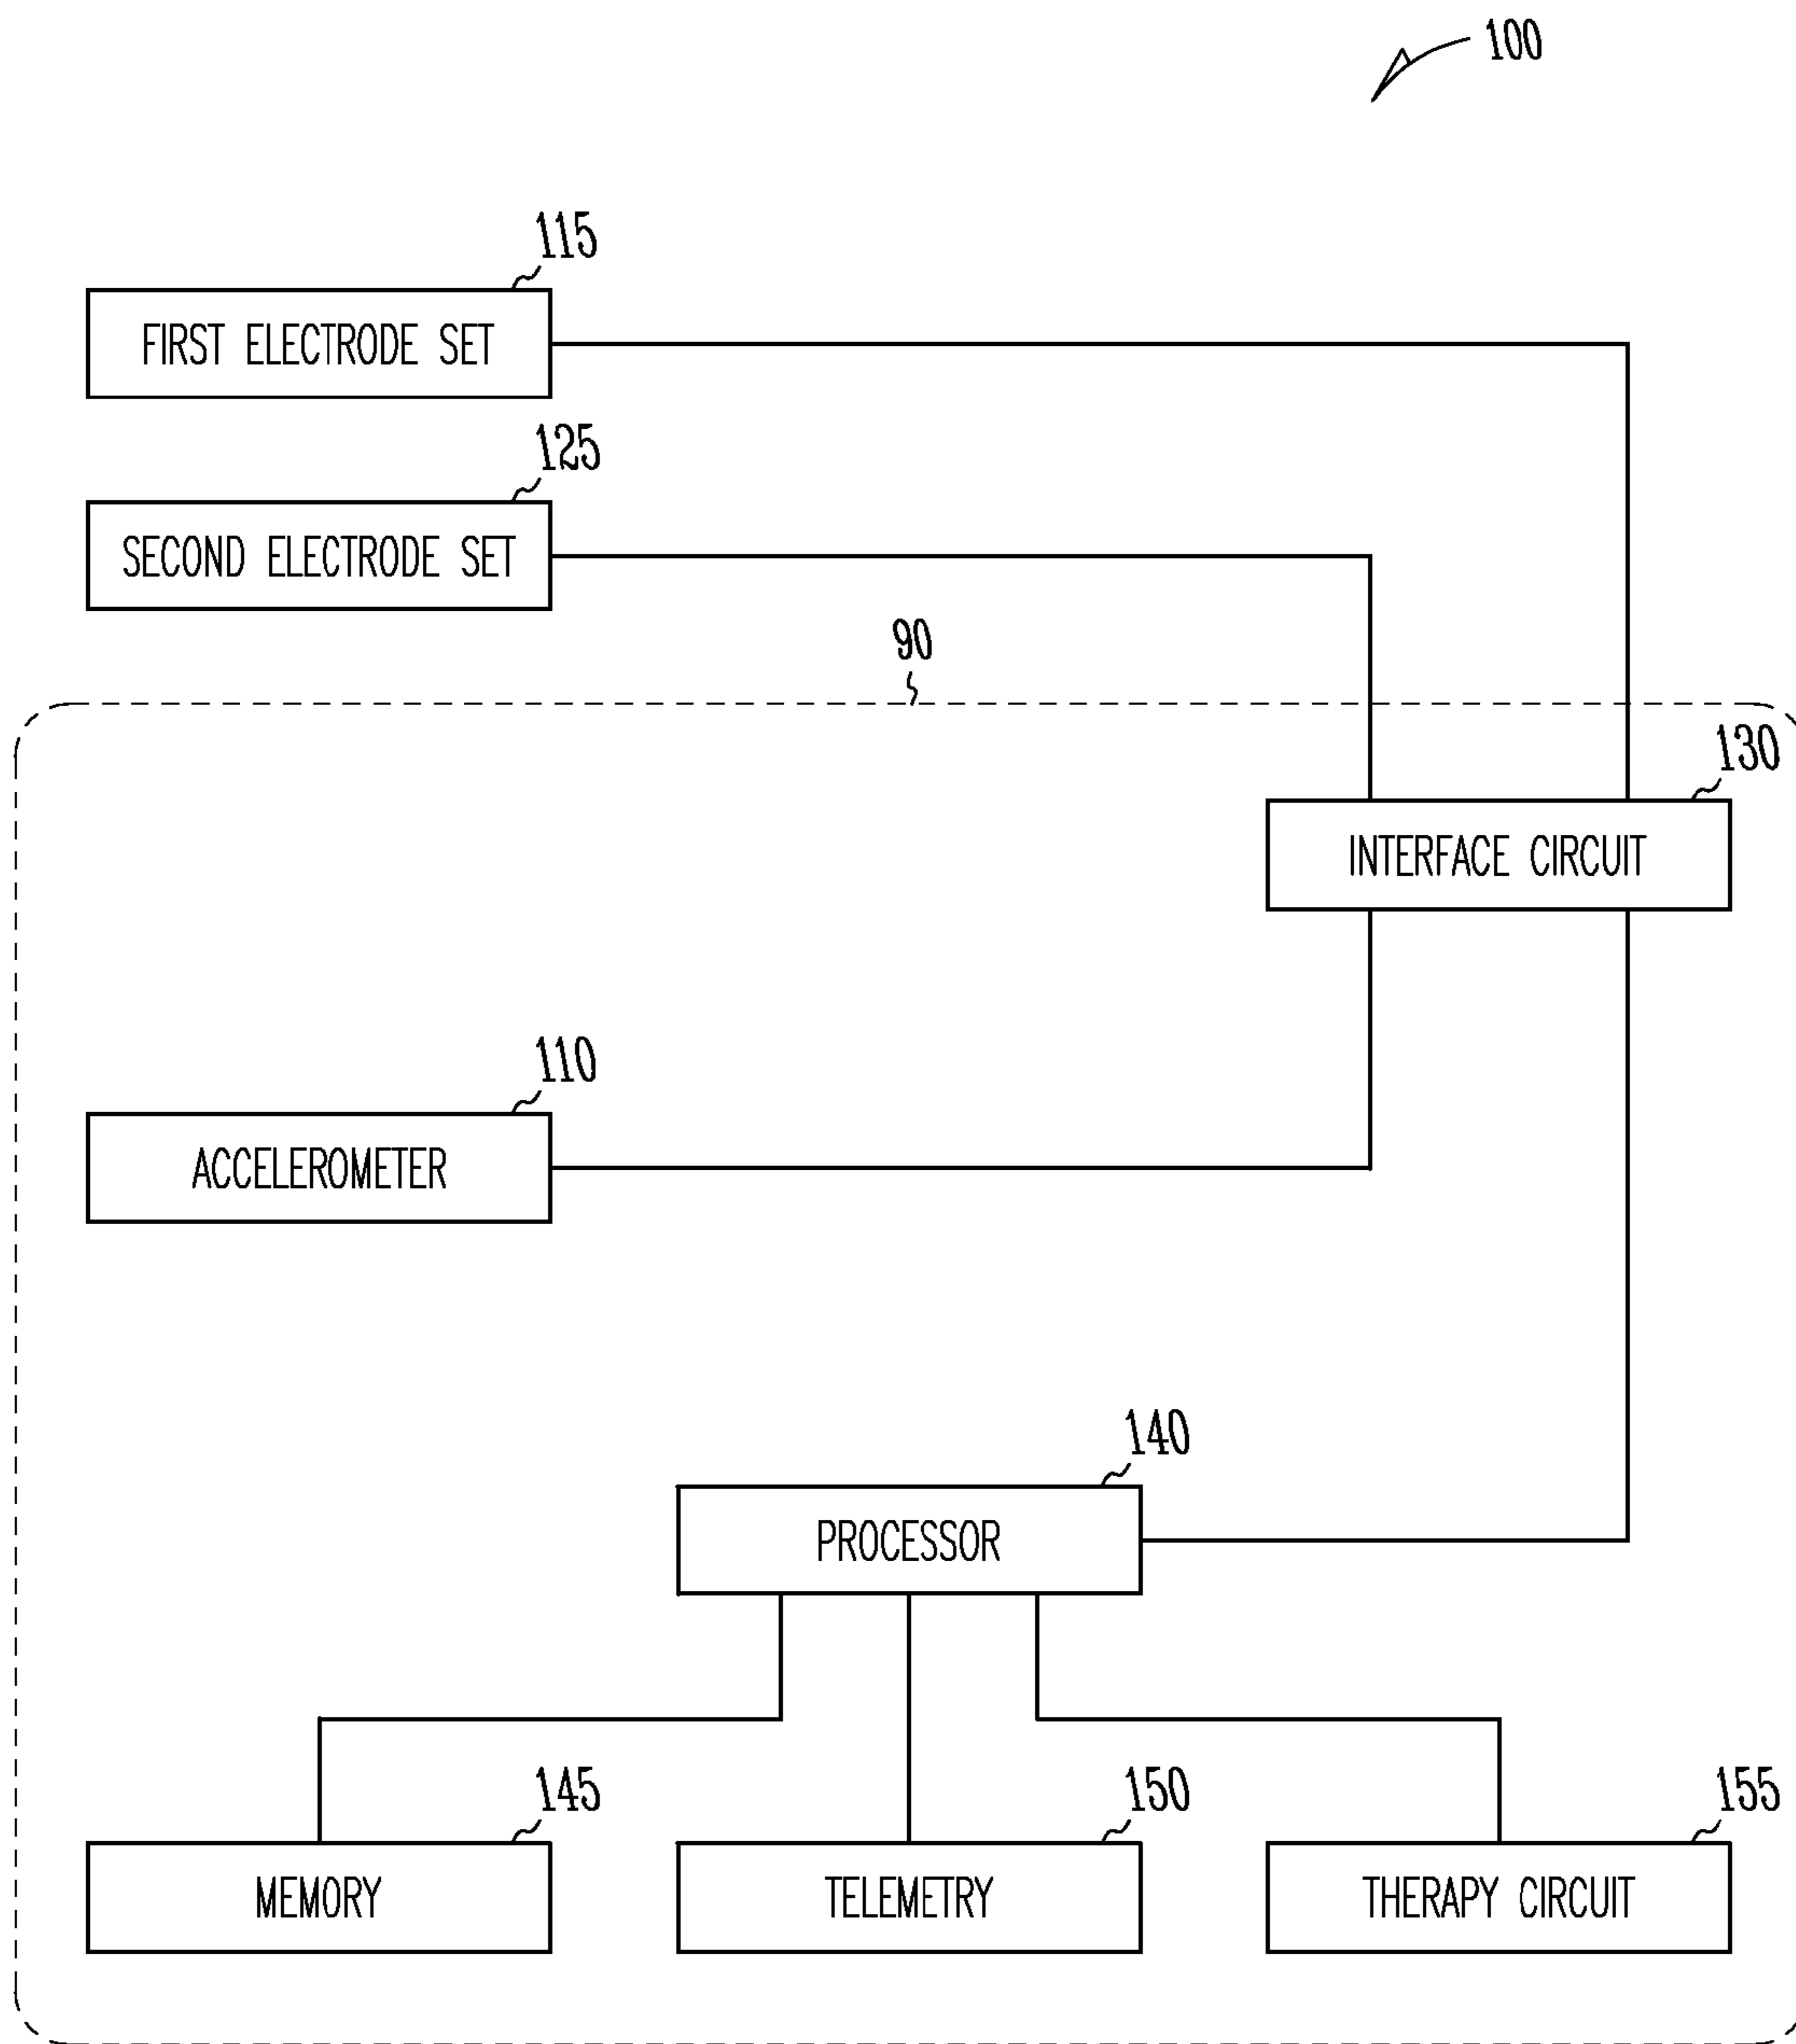 100
115
FIRST ELECTRODE SET
125
SECOND ELECTRODE SET
90
130
INTERFACE CIRCUIT
110
ACCELEROMETER
140
PROCESSOR
145
150
155
MEMORY
TELEMETRY
THERAPY CIRCUIT